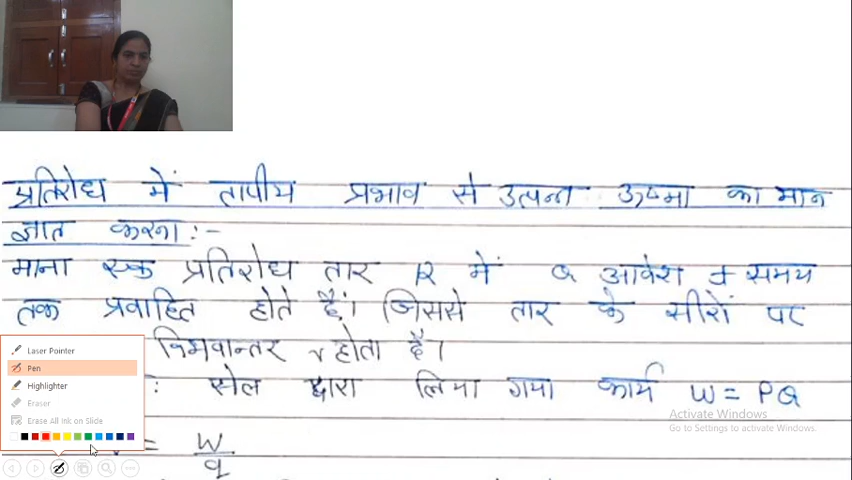 प्रतिरोध में तापीय प्रभाव से उत्पन्न ऊष्मा का मान
ज्ञात करना :-
माना एक प्रतिरोध तार R में Q आवेश t समय
तक प्रवाहित होते हैं। जिससे तार के सीरों पर
विभवान्तर V होता है।
: सेल द्वारा लिया गया कार्य W = PQ
= W/q
Laser Pointer
Pen
Highlighter
Eraser
Erase All Ink on Slide
Activate Windows
Go to Settings to activate Windows.